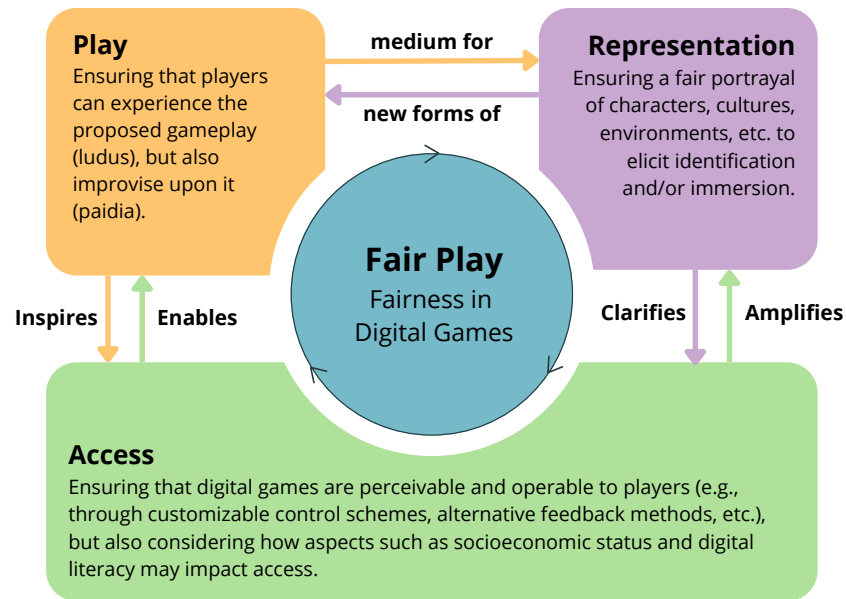 Play
Ensuring that players
can experience the
proposed gameplay
(ludus), but also
improvise upon it
(paidia).
medium for
new forms of
Representation
Ensuring a fair portrayal
of characters, cultures,
environments, etc. to
elicit identification
and/or immersion.
Fair Play
Fairness in
Digital Games
Inspires
Enables
Clarifies
Amplifies
Access
Ensuring that digital games are perceivable and operable to players (e.g.,
through customizable control schemes, alternative feedback methods, etc.),
but also considering how aspects such as socioeconomic status and digital
literacy may impact access.